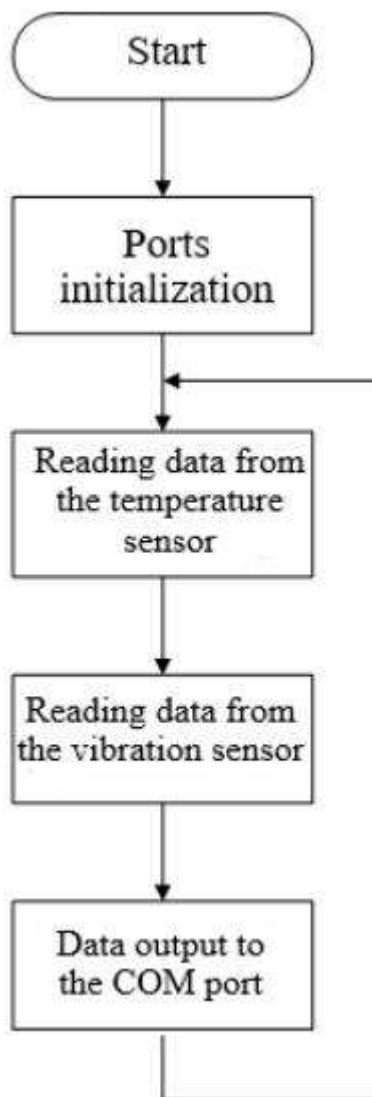 Start
Ports
initialization
Reading data from
the temperature
sensor
Reading data from
the vibration sensor
Data output to
the COM port